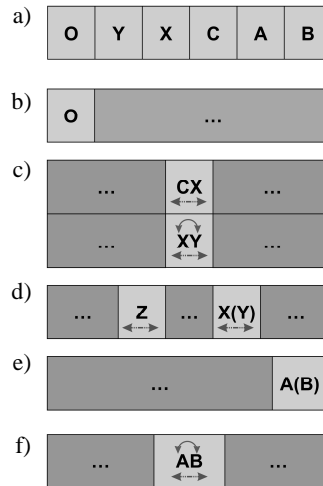 a) O Y X C A B
b) O ...
c) ... CX ...
... XY ...
d) ... Z ... X(Y) ...
e) ... A(B)
f) ... AB ...